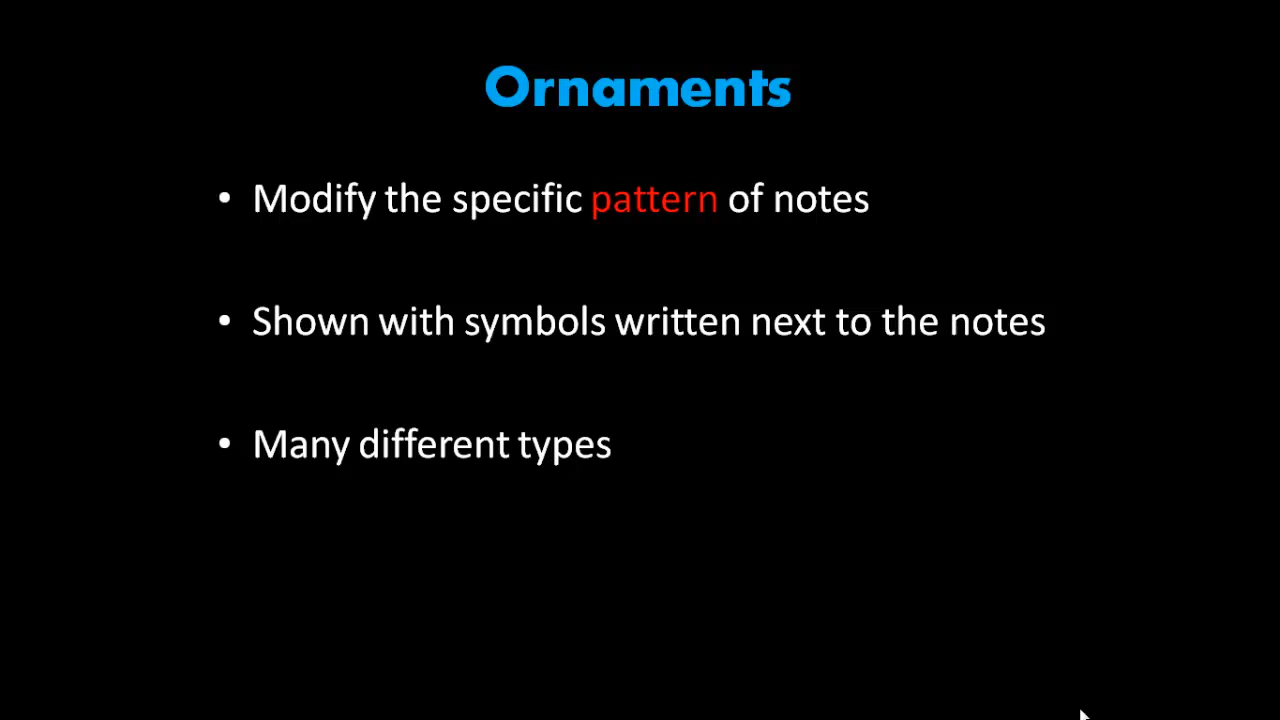 Ornaments
• Modify the specific pattern of notes
• Shown with symbols written next to the notes
• Many different types